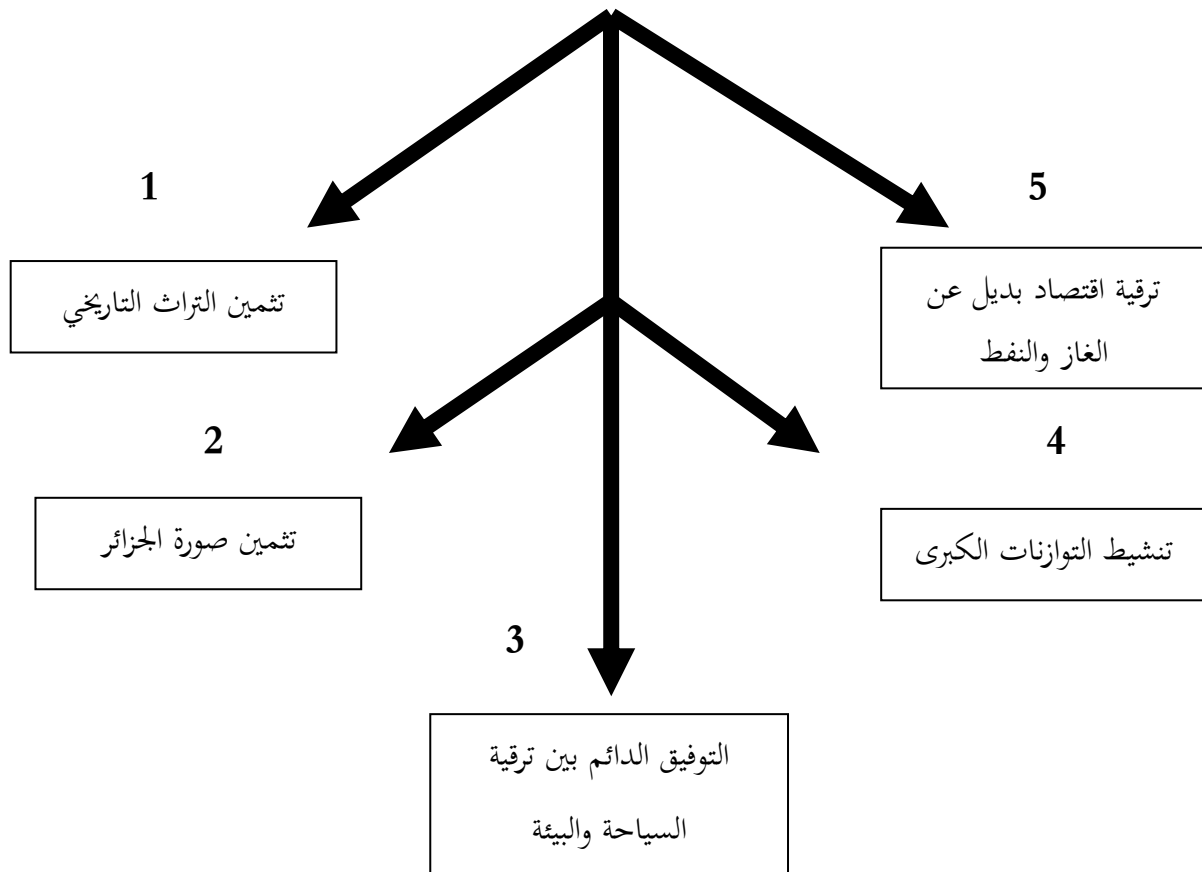 1
تثمين التراث التاريخي
2
تثمين صورة الجزائر
3
التوفيق الدائم بين ترقية
السياحة والبيئة
4
تنشيط التوازنات الكبرى
5
ترقية اقتصاد بديل عن
الغاز والنفط